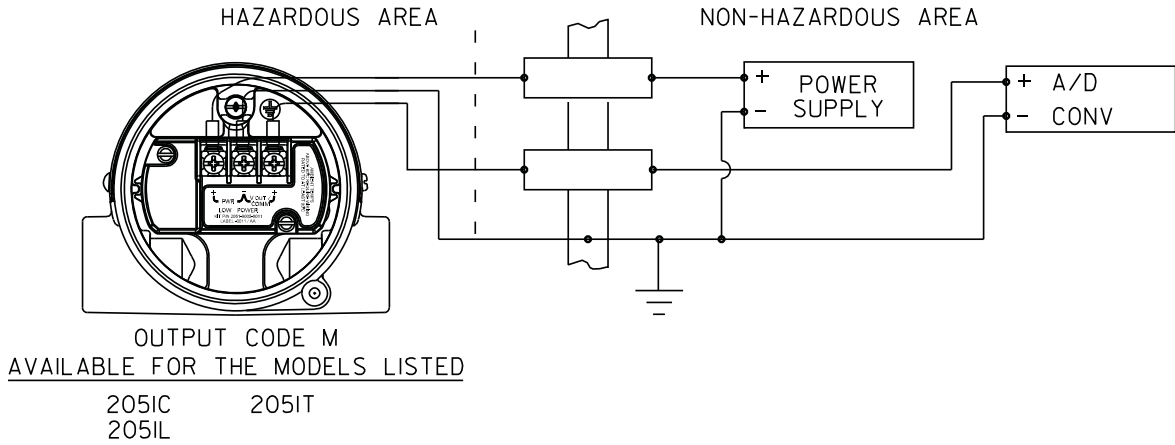 HAZARDOUS AREA
NON-HAZARDOUS AREA
+ POWER
- SUPPLY
+ A/D
- CONV
+ - +
PWR V OUT /
COMM
LOW POWER
OUTPUT CODE M
AVAILABLE FOR THE MODELS LISTED
2051C 2051T
2051L